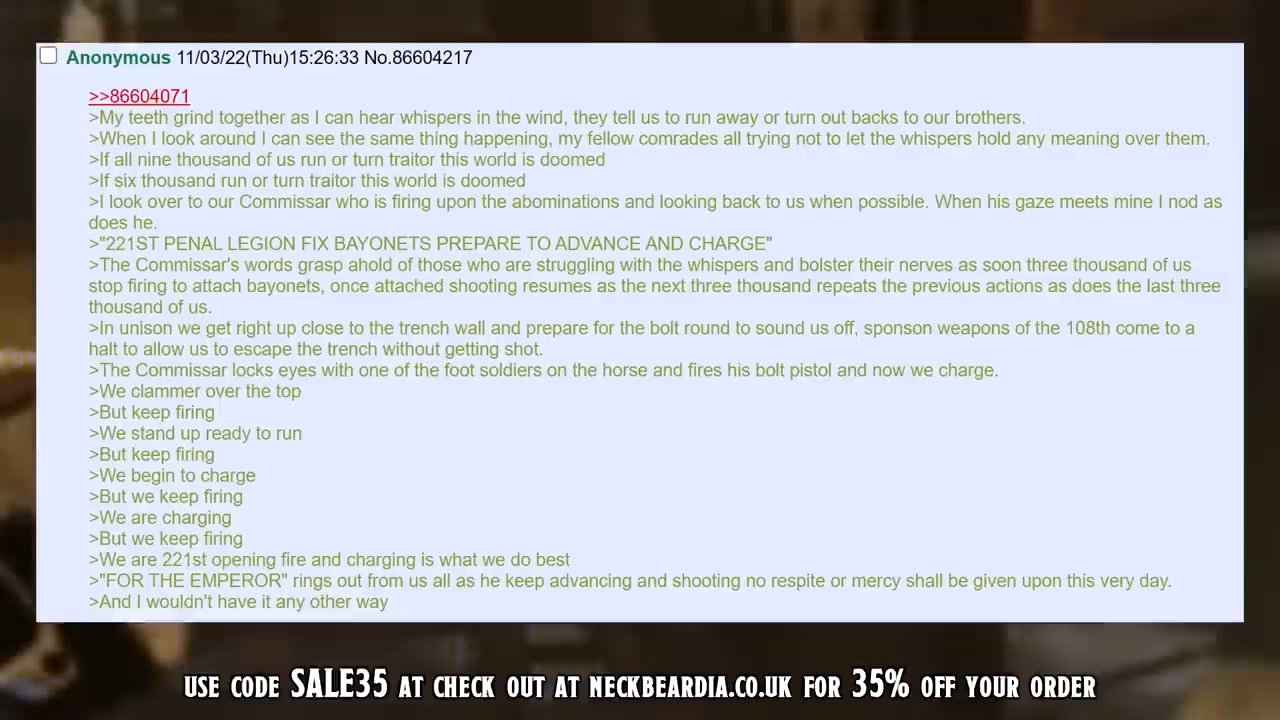 Anonymous 11/03/22(Thu)15:26:33 No.86604217
>>86604071
>My teeth grind together as I can hear whispers in the wind, they tell us to run away or turn out backs to our brothers.
>When I look around I can see the same thing happening, my fellow comrades all trying not to let the whispers hold any meaning over them.
>If all nine thousand of us run or turn traitor this world is doomed
>If six thousand run or turn traitor this world is doomed
>I look over to our Commissar who is firing upon the abominations and looking back to us when possible. When his gaze meets mine I nod as
does he.
>"221ST PENAL LEGION FIX BAYONETS PREPARE TO ADVANCE AND CHARGE"
>The Commissar's words grasp ahold of those who are struggling with the whispers and bolster their nerves as soon three thousand of us
stop firing to attach bayonets, once attached shooting resumes as the next three thousand repeats the previous actions as does the last three
thousand of us.
>In unison we get right up close to the trench wall and prepare for the bolt round to sound us off, sponson weapons of the 108th come to a
halt to allow us to escape the trench without getting shot.
>The Commissar locks eyes with one of the foot soldiers on the horse and fires his bolt pistol and now we charge.
>We clammer over the top
>But keep firing
>We stand up ready to run
>But keep firing
>We begin to charge
>But we keep firing
>We are charging
>But we keep firing
>We are 221st opening fire and charging is what we do best
>"FOR THE EMPEROR" rings out from us all as he keep advancing and shooting no respite or mercy shall be given upon this very day.
>And I wouldn't have it any other way
USE CODE SALE35 AT CHECK OUT AT NECKBEARDIA.CO.UK FOR 35% OFF YOUR ORDER